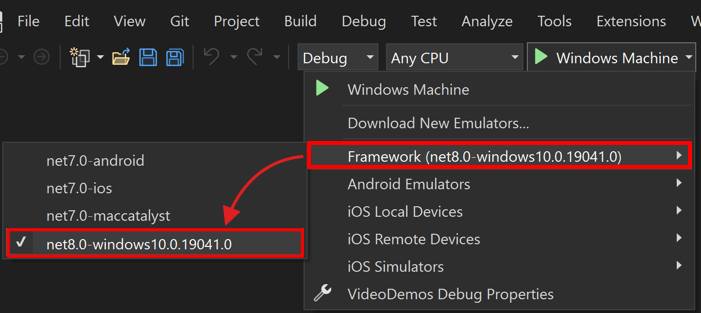 File Edit View Git Project Build Debug Test Analyze Tools Extensions
Debug Any CPU Windows Machine
Windows Machine
Download New Emulators...
Framework (net8.0-windows10.0.19041.0)
Android Emulators
iOS Local Devices
iOS Remote Devices
iOS Simulators
VideoDemos Debug Properties
net7.0-android
net7.0-ios
net7.0-maccatalyst
net8.0-windows10.0.19041.0